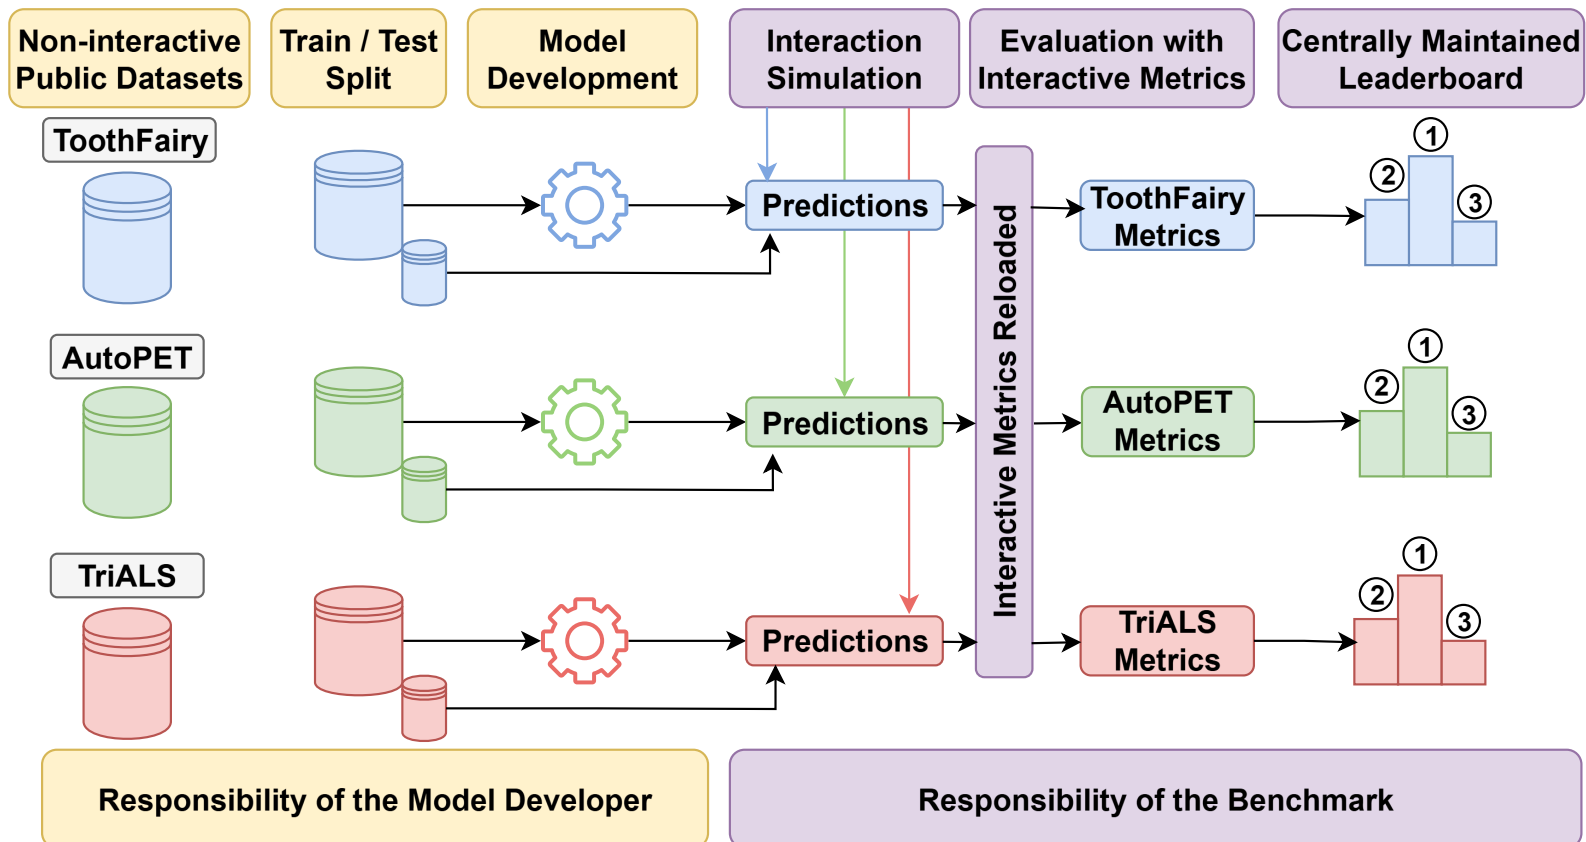 Non-interactive
Public Datasets
Train / Test
Split
Model
Development
Interaction
Simulation
Evaluation with
Interactive Metrics
Centrally Maintained
Leaderboard
ToothFairy
Predictions
ToothFairy
Metrics
1
2
3
Interactive Metrics Reloaded
AutoPET
Predictions
AutoPET
Metrics
1
2
3
TriALS
Predictions
TriALS
Metrics
1
2
3
Responsibility of the Model Developer
Responsibility of the Benchmark